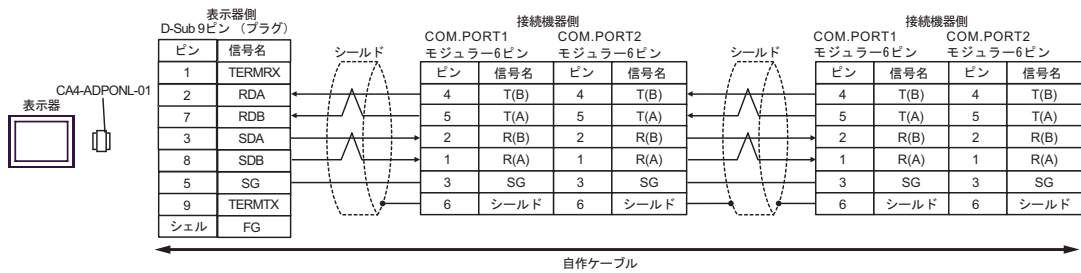 表示器側
D-Sub 9ピン （プラグ）
ピン 信号名
1 TERMRX
2 RDA
7 RDB
3 SDA
8 SDB
5 SG
9 TERMTX
シェル FG
表示器
CA4-ADPONL-01
シールド
接続機器側
COM.PORT1 COM.PORT2
モジュラー6ピン モジュラー6ピン
ピン 信号名 ピン 信号名
4 T(B) 4 T(B)
5 T(A) 5 T(A)
2 R(B) 2 R(B)
1 R(A) 1 R(A)
3 SG 3 SG
6 シールド 6 シールド
シールド
接続機器側
COM.PORT1 COM.PORT2
モジュラー6ピン モジュラー6ピン
ピン 信号名 ピン 信号名
4 T(B) 4 T(B)
5 T(A) 5 T(A)
2 R(B) 2 R(B)
1 R(A) 1 R(A)
3 SG 3 SG
6 シールド 6 シールド
自作ケーブル